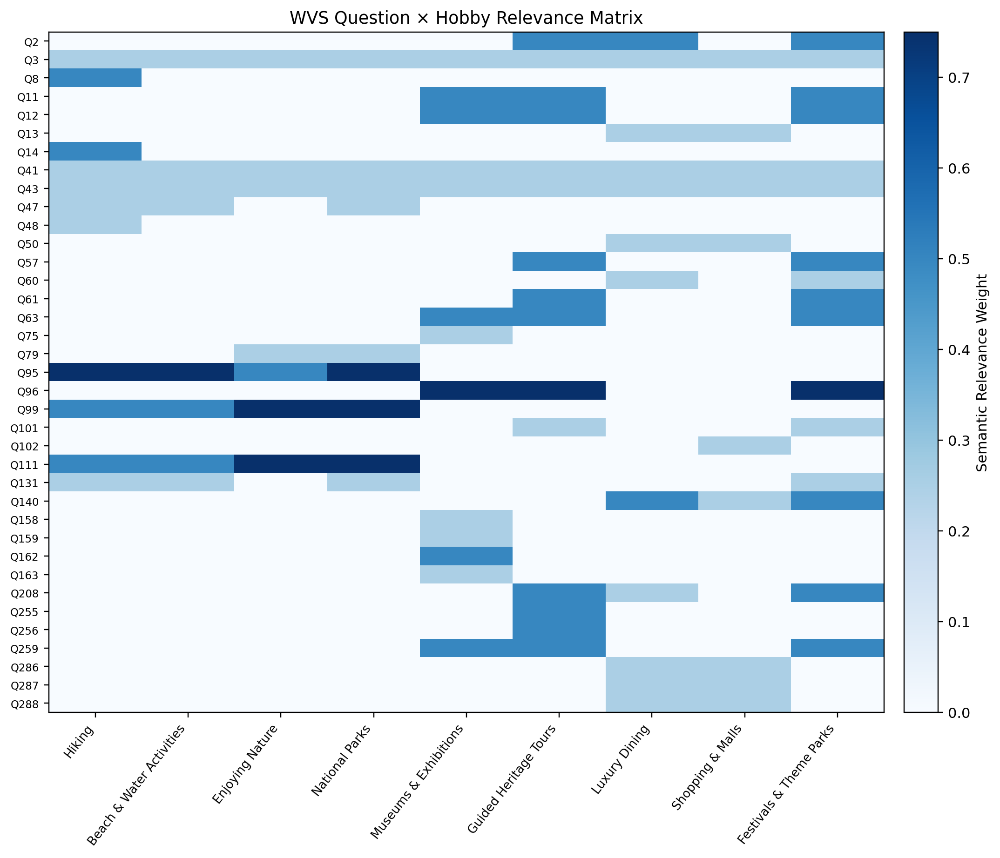 WVS Question × Hobby Relevance Matrix
Q2
Q3
Q8
Q11
Q12
Q13
Q14
Q41
Q43
Q47
Q48
Q50
Q57
Q60
Q61
Q63
Q75
Q79
Q95
Q96
Q99
Q101
Q102
Q111
Q131
Q140
Q158
Q159
Q162
Q163
Q208
Q255
Q256
Q259
Q286
Q287
Q288
Hiking
Beach & Water Activities
Enjoying Nature
National Parks
Museums & Exhibitions
Guided Heritage Tours
Luxury Dining
Shopping & Malls
Festivals & Theme Parks
0.7
0.6
0.5
0.4
0.3
0.2
0.1
0.0
Semantic Relevance Weight